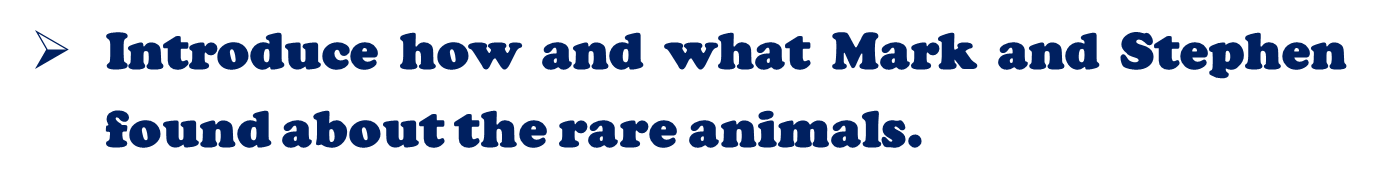 ➢ Introduce how and what Mark and Stephen
found about the rare animals.